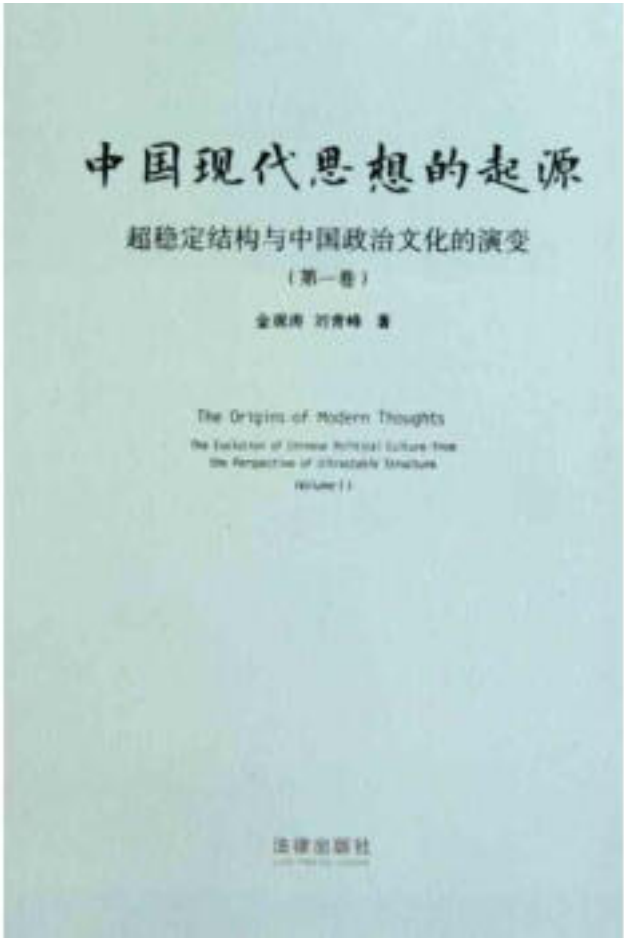 中国现代思想的起源
超稳定结构与中国政治文化的演变
（第一卷）
金观涛 刘青峰 著
The Origins of Modern Thoughts
The Evolution of Chinese Political Culture from
the Perspective of Ultrastable Structure
法律出版社